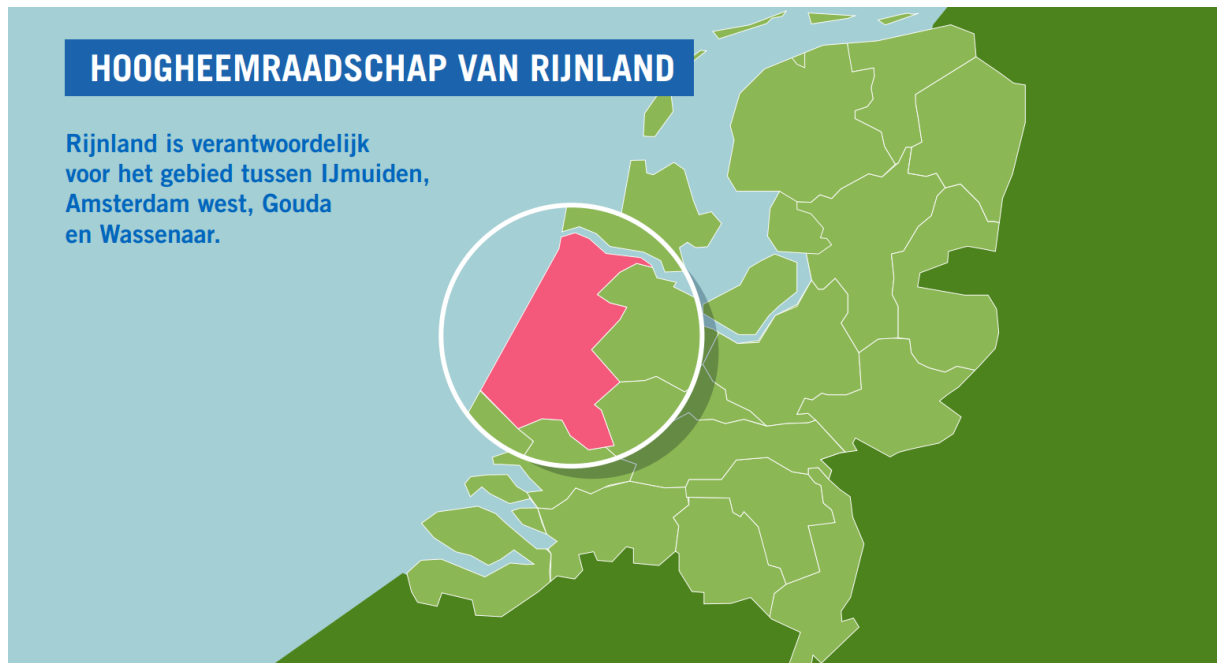 HOOGHEEMRAADSCHAP VAN RIJNLAND
Rijnland is verantwoordelijk
voor het gebied tussen IJmuiden,
Amsterdam west, Gouda
en Wassenaar.